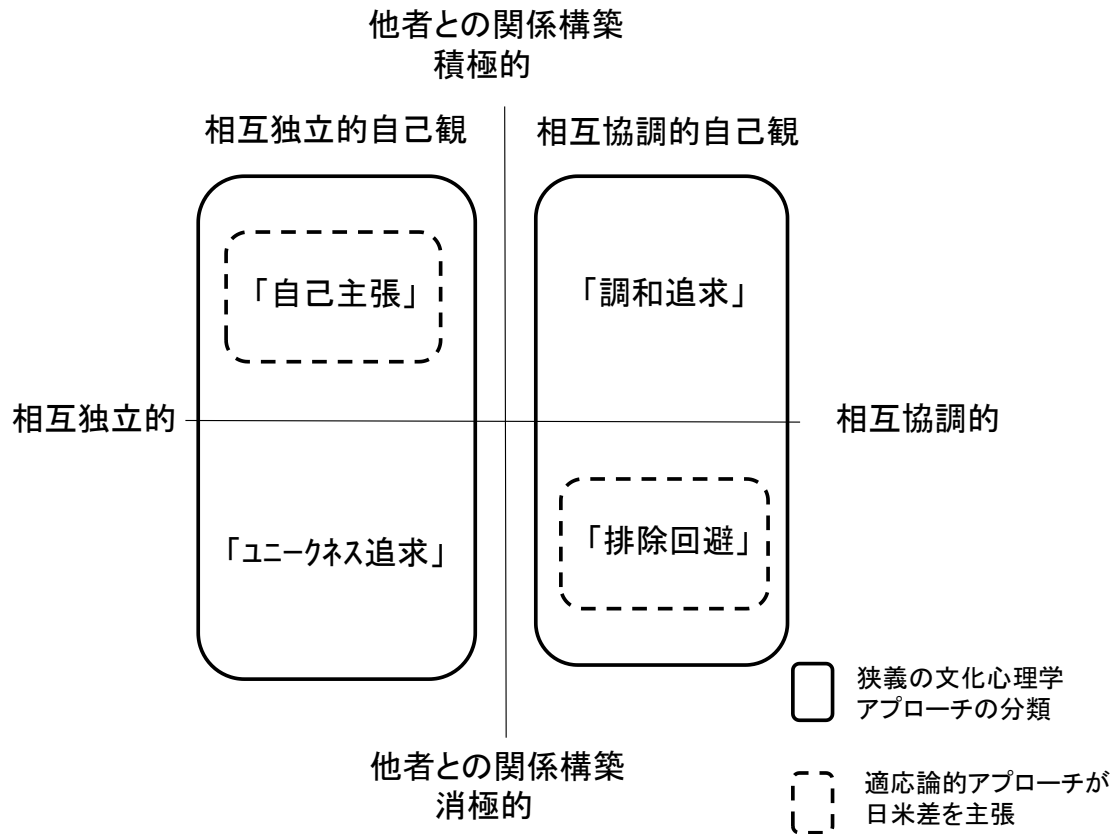 他者との関係構築
積極的
相互独立的自己観
相互協調的自己観
「自己主張」
「調和追求」
相互独立的
相互協調的
「ユニークネス追求」
「排除回避」
狭義の文化心理学
アプローチの分類
他者との関係構築
消極的
適応論的アプローチが
日米差を主張